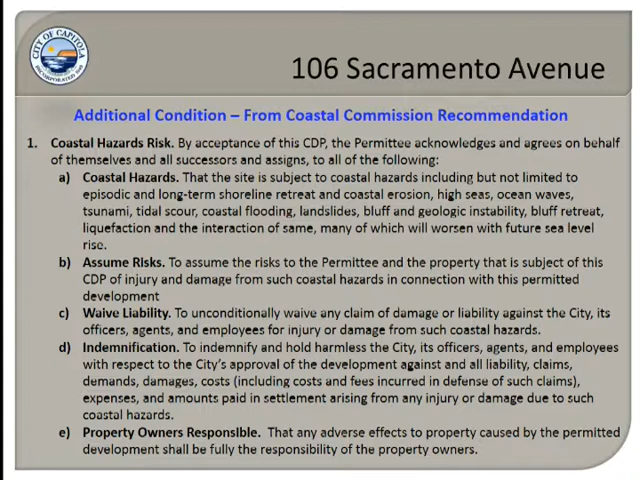 CITY OF CAPITOLA
INCORPORATED 1949
106 Sacramento Avenue
Additional Condition – From Coastal Commission Recommendation
1. Coastal Hazards Risk. By acceptance of this CDP, the Permittee acknowledges and agrees on behalf
of themselves and all successors and assigns, to all of the following:
a) Coastal Hazards. That the site is subject to coastal hazards including but not limited to
episodic and long-term shoreline retreat and coastal erosion, high seas, ocean waves,
tsunami, tidal scour, coastal flooding, landslides, bluff and geologic instability, bluff retreat,
liquefaction and the interaction of same, many of which will worsen with future sea level
rise.
b) Assume Risks. To assume the risks to the Permittee and the property that is subject of this
CDP of injury and damage from such coastal hazards in connection with this permitted
development
c) Waive Liability. To unconditionally waive any claim of damage or liability against the City, its
officers, agents, and employees for injury or damage from such coastal hazards.
d) Indemnification. To indemnify and hold harmless the City, its officers, agents, and employees
with respect to the City's approval of the development against and all liability, claims,
demands, damages, costs (including costs and fees incurred in defense of such claims),
expenses, and amounts paid in settlement arising from any injury or damage due to such
coastal hazards.
e) Property Owners Responsible. That any adverse effects to property caused by the permitted
development shall be fully the responsibility of the property owners.